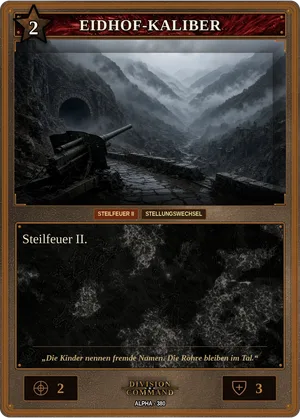 2
EIDHOF-KALIBER
STEILFEUER II STELLUNGSWECHSEL
Steilfeuer II.
„Die Kinder nennen fremde Namen. Die Rohre bleiben im Tal.“
2
DIVISION COMMAND
ALPHA · 380
3